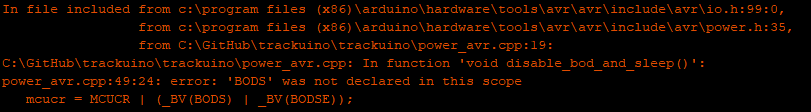 In file included from c:\program files (x86)\arduino\hardware\tools\avr\avr\include\avr\io.h:99:0,
from c:\program files (x86)\arduino\hardware\tools\avr\avr\include\avr\power.h:35,
from C:\GitHub\trackuino\trackuino\power_avr.cpp:19:
C:\GitHub\trackuino\trackuino\power_avr.cpp: In function 'void disable_bod_and_sleep()':
power_avr.cpp:49:24: error: 'BODS' was not declared in this scope
mcucr = MCUCR | (_BV(BODS) | _BV(BODSE));